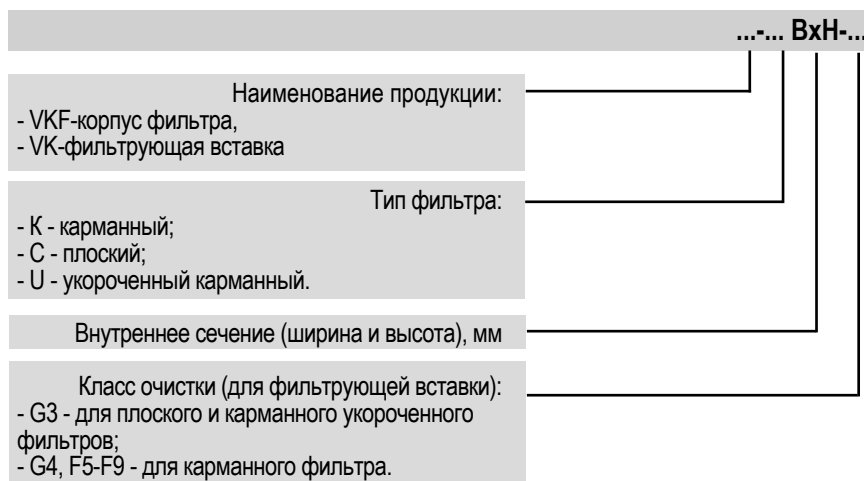 ...-... ВхН-...
Наименование продукции:
- VKF-корпус фильтра,
- VK-фильтрующая вставка
Тип фильтра:
- К - карманный;
- С - плоский;
- U - укороченный карманный.
Внутреннее сечение (ширина и высота), мм
Класс очистки (для фильтрующей вставки):
- G3 - для плоского и карманного укороченного
фильтров;
- G4, F5-F9 - для карманного фильтра.